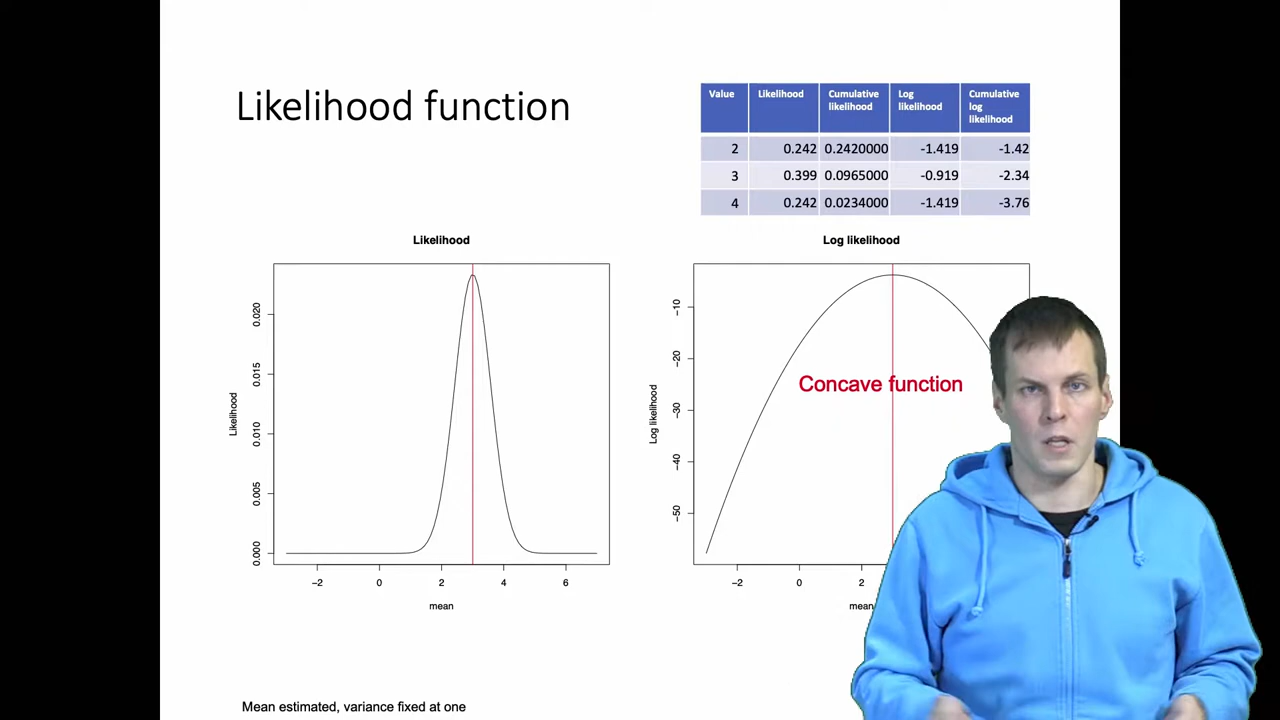 Likelihood function
Value Likelihood Cumulative likelihood Log likelihood Cumulative log likelihood
2 0.242 0.2420000 -1.419 -1.42
3 0.399 0.0965000 -0.919 -2.34
4 0.242 0.0234000 -1.419 -3.76
Likelihood
Likelihood
0.000 0.005 0.010 0.015 0.020
−2 0 2 4 6
mean
Log likelihood
Log likelihood
−50 −40 −30 −20 −10
Concave function
−2 0 2
mean
Mean estimated, variance fixed at one